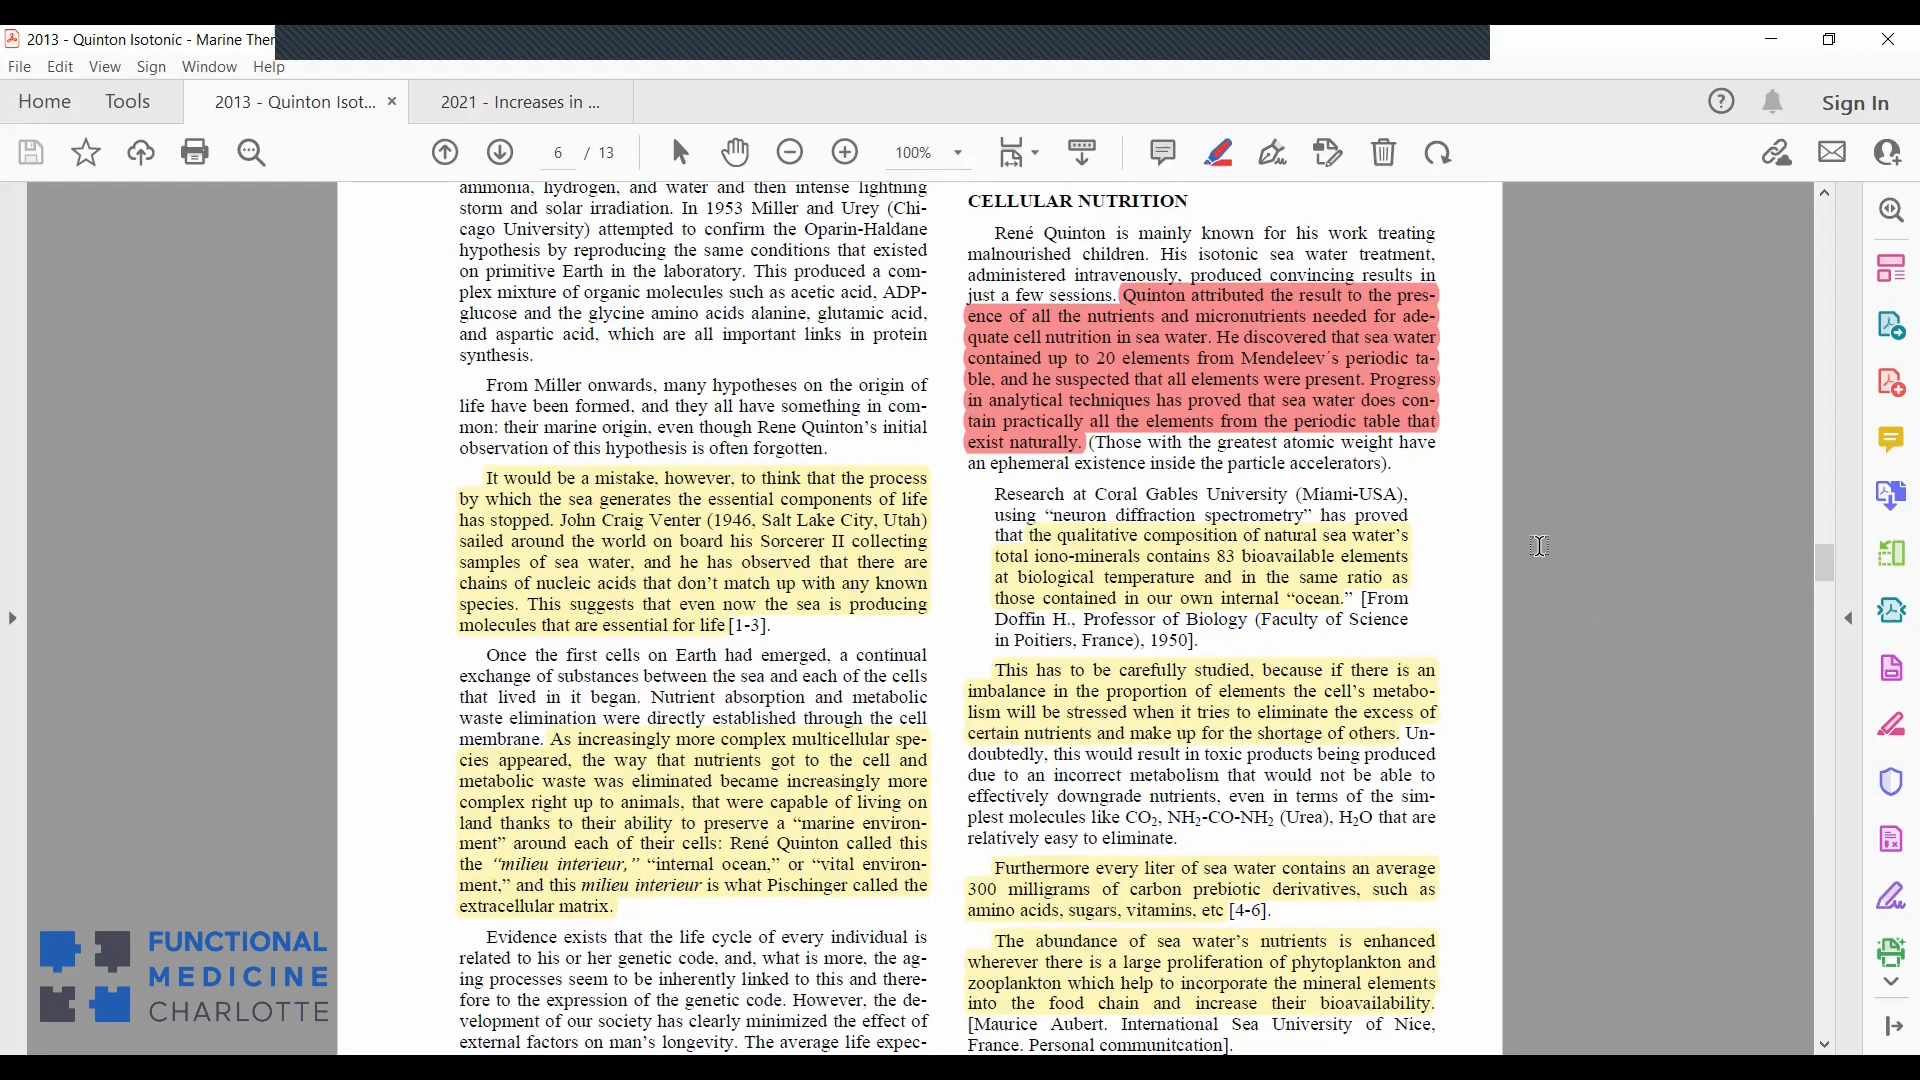 2013 - Quinton Isotonic - Marine Ther
File Edit View Sign Window Help
Home Tools 2013 - Quinton Isot... × 2021 - Increases in ... Sign In
6 / 13 100%
ammonia, hydrogen, and water and then intense lightning
storm and solar irradiation. In 1953 Miller and Urey (Chi-
cago University) attempted to confirm the Oparin-Haldane
hypothesis by reproducing the same conditions that existed
on primitive Earth in the laboratory. This produced a com-
plex mixture of organic molecules such as acetic acid, ADP-
glucose and the glycine amino acids alanine, glutamic acid,
and aspartic acid, which are all important links in protein
synthesis.
From Miller onwards, many hypotheses on the origin of
life have been formed, and they all have something in com-
mon: their marine origin, even though Rene Quinton's initial
observation of this hypothesis is often forgotten.
It would be a mistake, however, to think that the process
by which the sea generates the essential components of life
has stopped. John Craig Venter (1946, Salt Lake City, Utah)
sailed around the world on board his Sorcerer II collecting
samples of sea water, and he has observed that there are
chains of nucleic acids that don't match up with any known
species. This suggests that even now the sea is producing
molecules that are essential for life [1-3].
Once the first cells on Earth had emerged, a continual
exchange of substances between the sea and each of the cells
that lived in it began. Nutrient absorption and metabolic
waste elimination were directly established through the cell
membrane. As increasingly more complex multicellular spe-
cies appeared, the way that nutrients got to the cell and
metabolic waste was eliminated became increasingly more
complex right up to animals, that were capable of living on
land thanks to their ability to preserve a “marine environ-
ment” around each of their cells: René Quinton called this
the “milieu interieur,” “internal ocean,” or “vital environ-
ment,” and this milieu interieur is what Pischinger called the
extracellular matrix.
Evidence exists that the life cycle of every individual is
related to his or her genetic code, and, what is more, the ag-
ing processes seem to be inherently linked to this and there-
fore to the expression of the genetic code. However, the de-
velopment of our society has clearly minimized the effect of
external factors on man's longevity. The average life expec-
CELLULAR NUTRITION
René Quinton is mainly known for his work treating
malnourished children. His isotonic sea water treatment,
administered intravenously, produced convincing results in
just a few sessions. Quinton attributed the result to the pres-
ence of all the nutrients and micronutrients needed for ade-
quate cell nutrition in sea water. He discovered that sea water
contained up to 20 elements from Mendeleev´s periodic ta-
ble, and he suspected that all elements were present. Progress
in analytical techniques has proved that sea water does con-
tain practically all the elements from the periodic table that
exist naturally. (Those with the greatest atomic weight have
an ephemeral existence inside the particle accelerators).
Research at Coral Gables University (Miami-USA),
using “neuron diffraction spectrometry” has proved
that the qualitative composition of natural sea water's
total iono-minerals contains 83 bioavailable elements
at biological temperature and in the same ratio as
those contained in our own internal “ocean.” [From
Doffin H., Professor of Biology (Faculty of Science
in Poitiers, France), 1950].
This has to be carefully studied, because if there is an
imbalance in the proportion of elements the cell's metabo-
lism will be stressed when it tries to eliminate the excess of
certain nutrients and make up for the shortage of others. Un-
doubtedly, this would result in toxic products being produced
due to an incorrect metabolism that would not be able to
effectively downgrade nutrients, even in terms of the sim-
plest molecules like CO2, NH2-CO-NH2 (Urea), H2O that are
relatively easy to eliminate.
Furthermore every liter of sea water contains an average
300 milligrams of carbon prebiotic derivatives, such as
amino acids, sugars, vitamins, etc [4-6].
The abundance of sea water's nutrients is enhanced
wherever there is a large proliferation of phytoplankton and
zooplankton which help to incorporate the mineral elements
into the food chain and increase their bioavailability.
[Maurice Aubert. International Sea University of Nice,
France. Personal communitcation].
FUNCTIONAL
MEDICINE
CHARLOTTE